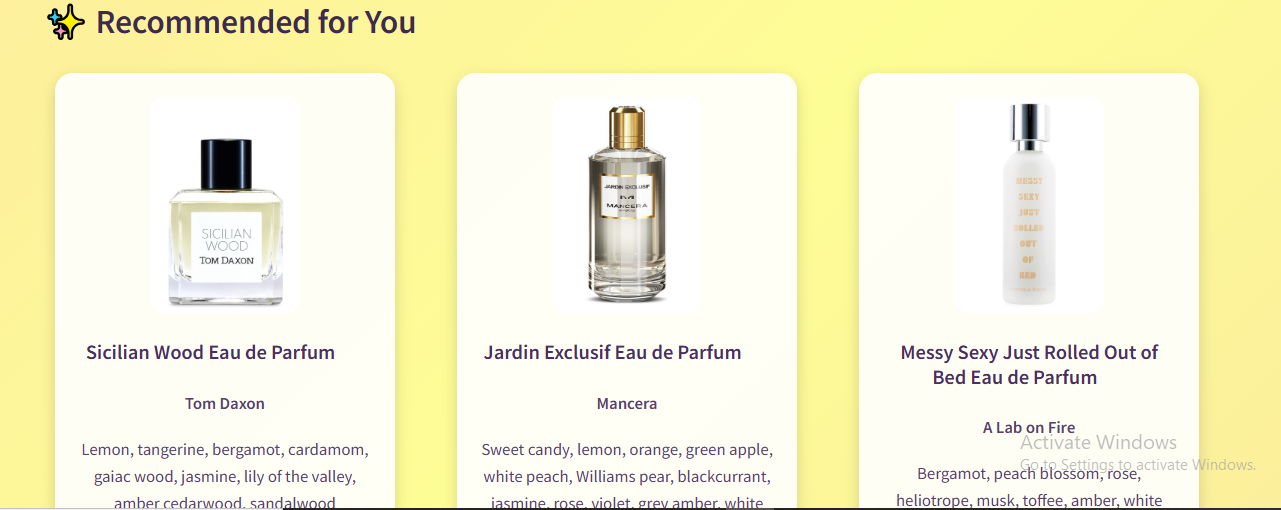 Recommended for You
SICILIAN
WOOD
TOM DAXON
JARDIN EXCLUSIF
MANCERA
MESSY
SEXY
JUST
ROLLED
OUT
OF
BED
Sicilian Wood Eau de Parfum
Tom Daxon
Lemon, tangerine, bergamot, cardamom,
gaiac wood, jasmine, lily of the valley,
amber cedarwood, sandalwood
Jardin Exclusif Eau de Parfum
Mancera
Sweet candy, lemon, orange, green apple,
white peach, Williams pear, blackcurrant,
jasmine, rose, violet, grey amber, white
Messy Sexy Just Rolled Out of
Bed Eau de Parfum
A Lab on Fire
Bergamot, peach blossom, rose,
heliotrope, musk, toffee, amber, white
Activate Windows
Go to Settings to activate Windows.